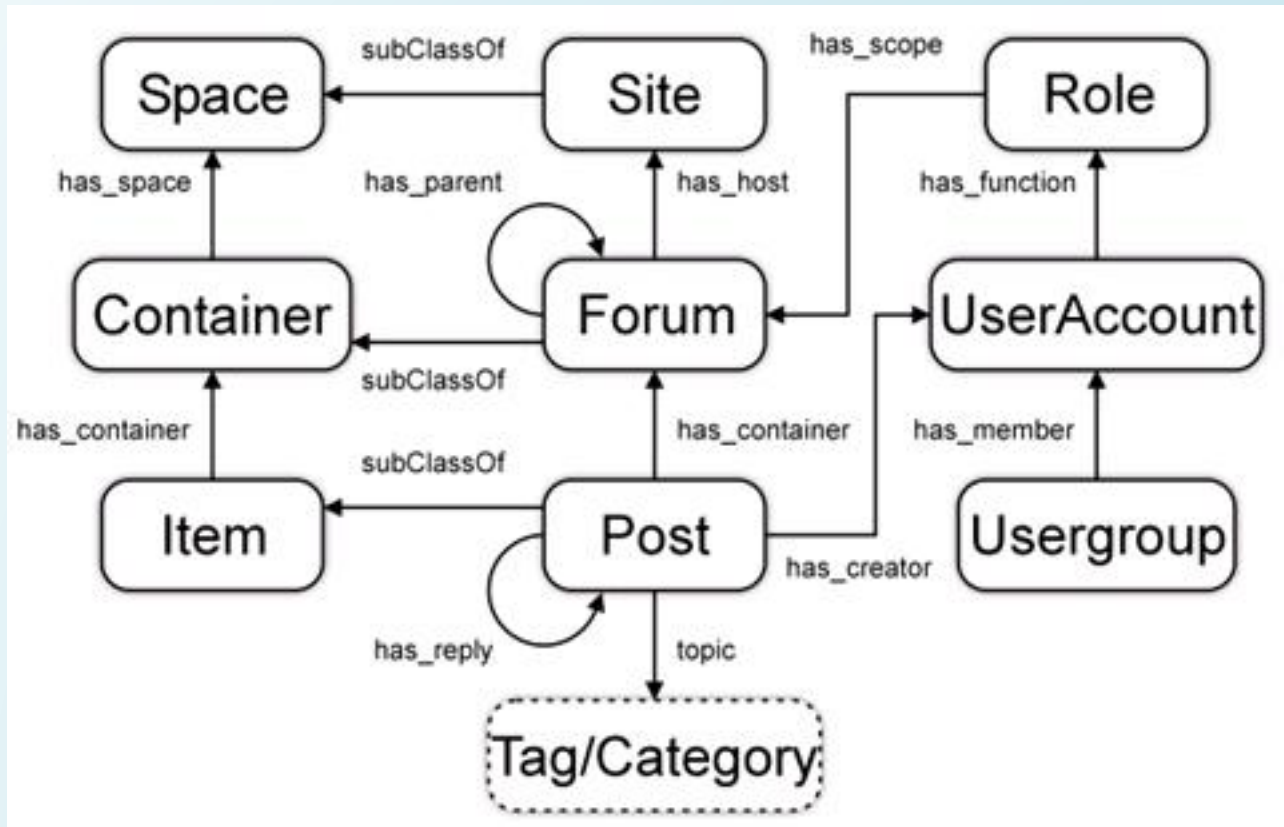 subClassOf
has_scope
Space
Site
Role
has_space
has_parent
has_host
has_function
Container
Forum
UserAccount
subClassOf
has_container
has_container
has_member
subClassOf
Item
Post
Usergroup
has_creator
has_reply
topic
Tag/Category